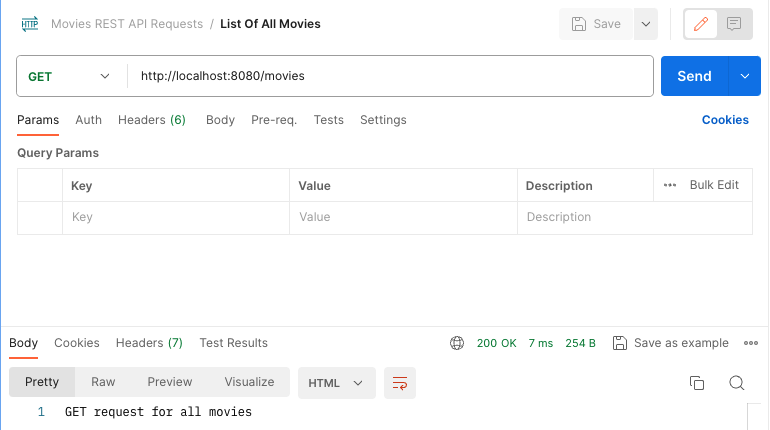 HTTP Movies REST API Requests / List Of All Movies Save
GET http://localhost:8080/movies Send
Params Auth Headers (6) Body Pre-req. Tests Settings Cookies
Query Params
Key Value Description ••• Bulk Edit
Key Value Description
Body Cookies Headers (7) Test Results 200 OK 7 ms 254 B Save as example •••
Pretty Raw Preview Visualize HTML
1 GET request for all movies